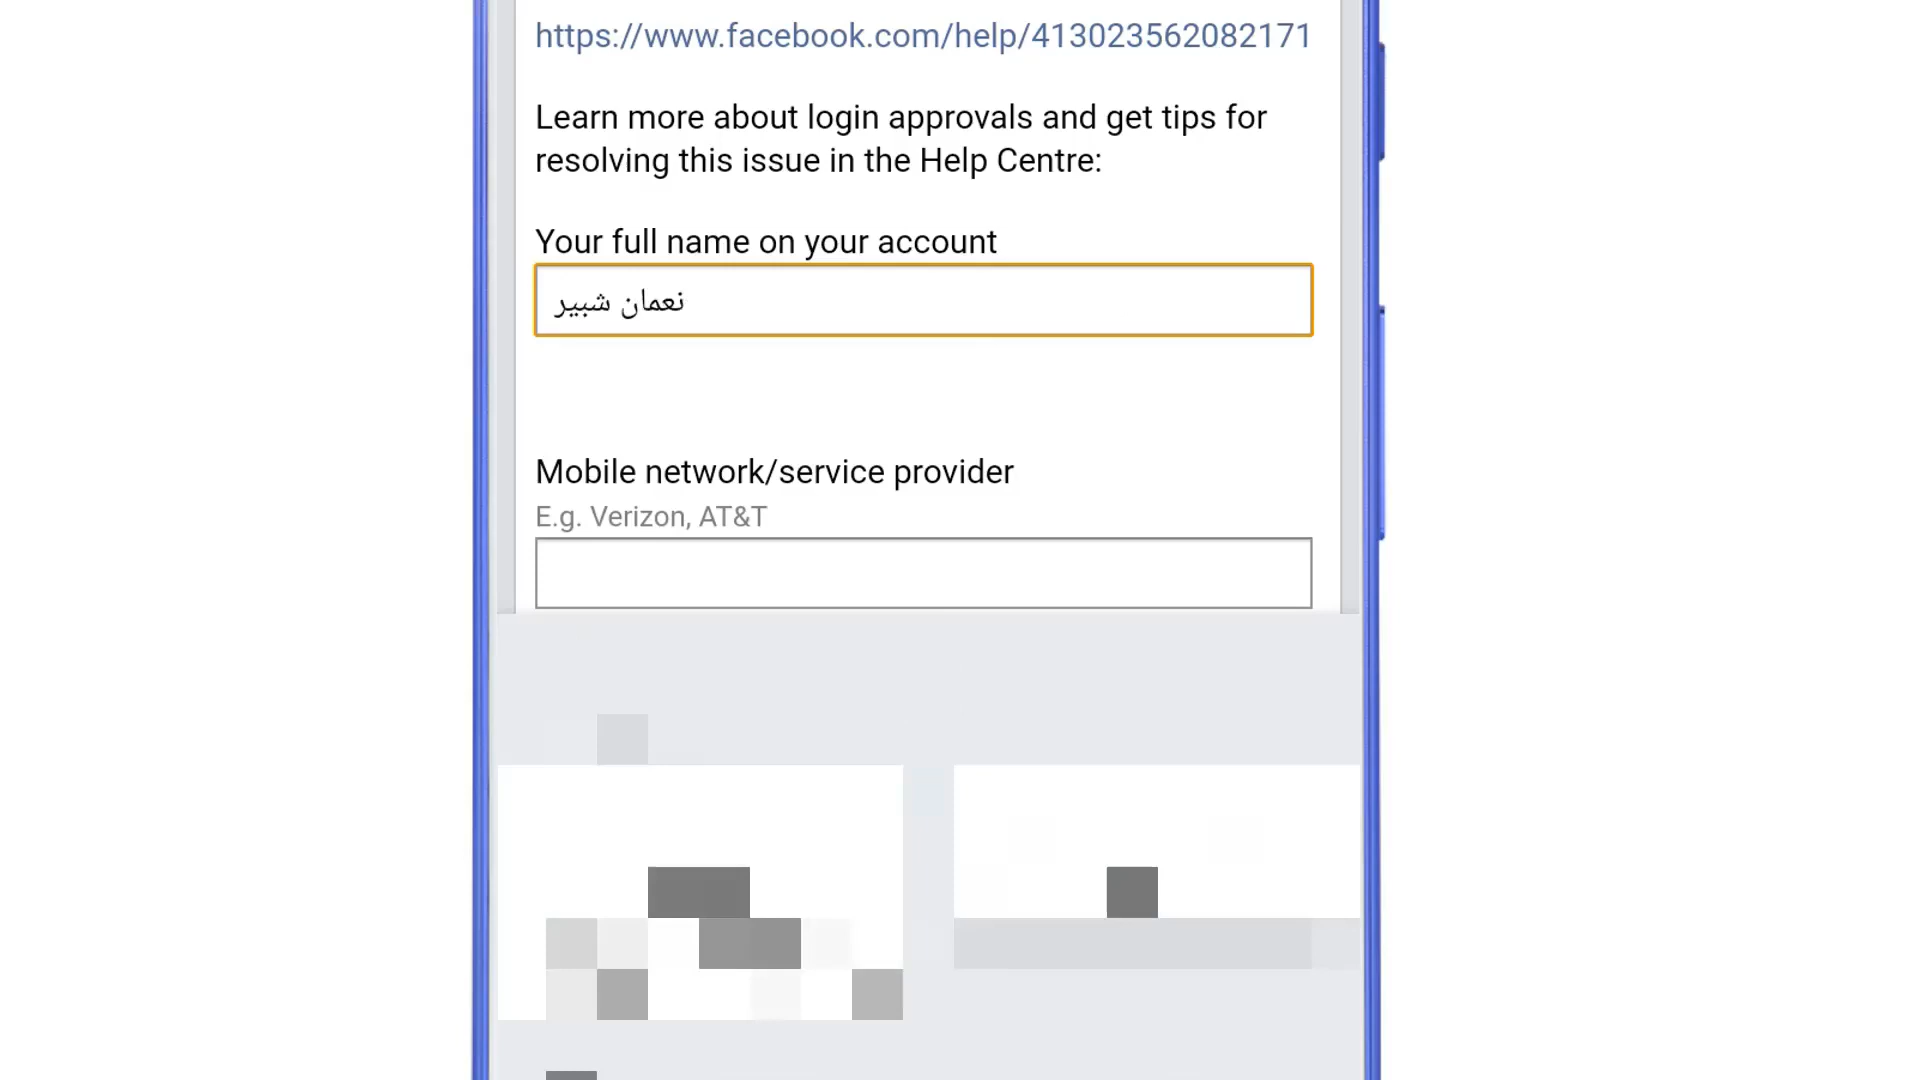 https://www.facebook.com/help/413023562082171
Learn more about login approvals and get tips for
resolving this issue in the Help Centre:
Your full name on your account
نعمان شبیر
Mobile network/service provider
E.g. Verizon, AT&T